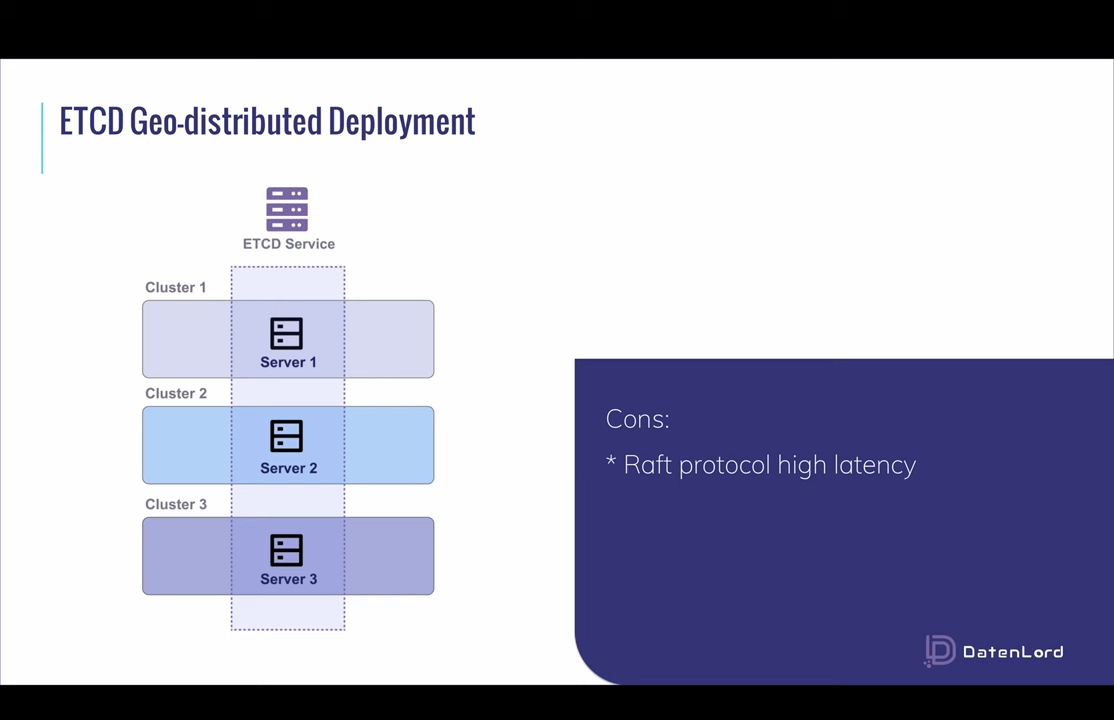 ETCD Geo-distributed Deployment
ETCD Service
Cluster 1
Server 1
Cluster 2
Server 2
Cluster 3
Server 3
Cons:
* Raft protocol high latency
DatenLord